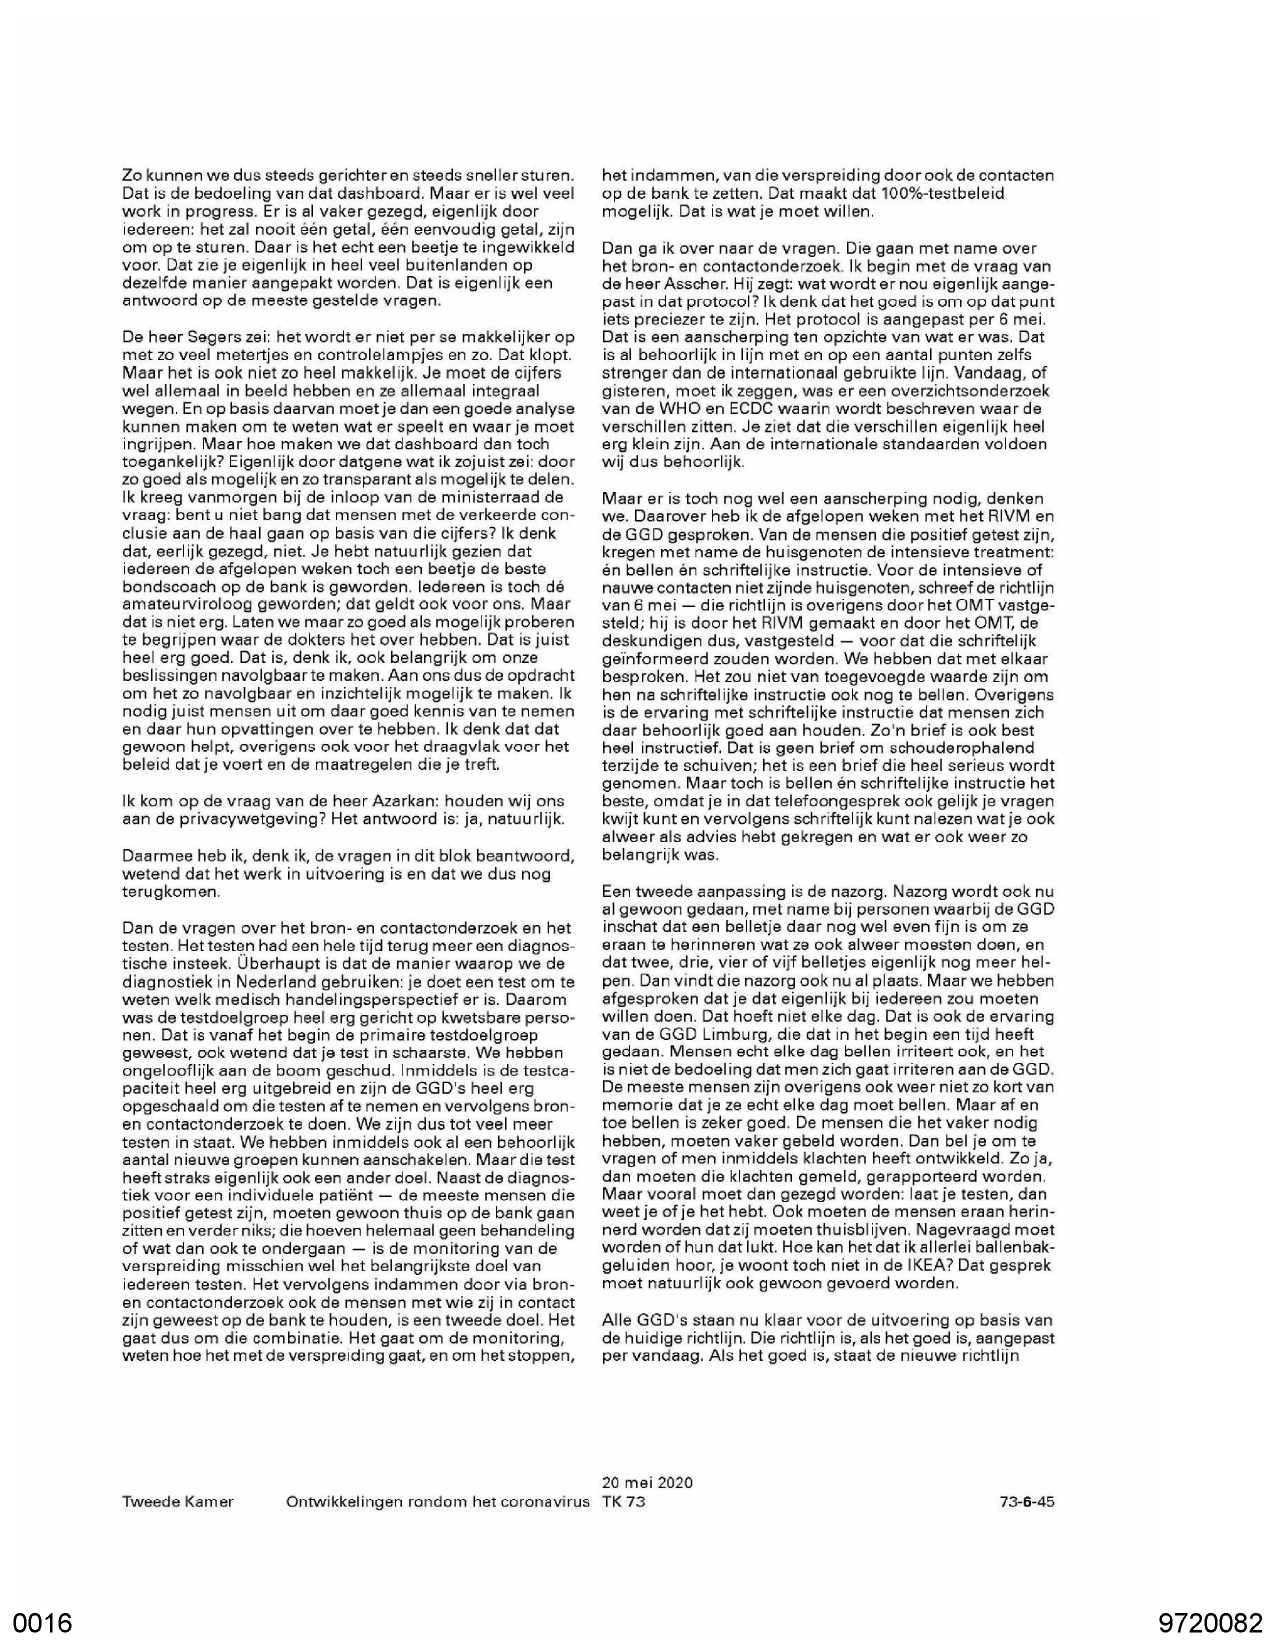 Zo kunnen we dus steeds gerichter en steeds sneller sturen.
Dat is de bedoeling van dat dashboard. Maar er is wel veel
work in progress. Er is al vaker gezegd, eigenlijk door
iedereen: het zal nooit één getal, één eenvoudig getal, zijn
om op te sturen. Daar is het echt een beetje te ingewikkeld
voor. Dat zie je eigenlijk in heel veel buitenlanden op
dezelfde manier aangepakt worden. Dat is eigenlijk een
antwoord op de meeste gestelde vragen.

De heer Segers zei: het wordt er niet per se makkelijker op
met zo veel metertjes en controlelampjes en zo. Dat klopt.
Maar het is ook niet zo heel makkelijk. Je moet de cijfers
wel allemaal in beeld hebben en ze allemaal integraal
wegen. En op basis daarvan moet je dan een goede analyse
kunnen maken om te weten wat er speelt en waar je moet
ingrijpen. Maar hoe maken we dat dashboard dan toch
toegankelijk? Eigenlijk door datgene wat ik zojuist zei: door
zo goed als mogelijk en zo transparant als mogelijk te delen.
Ik kreeg vanmorgen bij de inloop van de ministerraad de
vraag: bent u niet bang dat mensen met de verkeerde con-
clusie aan de haal gaan op basis van die cijfers? Ik denk
dat, eerlijk gezegd, niet. Je hebt natuurlijk gezien dat
iedereen de afgelopen weken toch een beetje de beste
bondscoach op de bank is geworden. Iedereen is toch dé
amateurviroloog geworden; dat geldt ook voor ons. Maar
dat is niet erg. Laten we maar zo goed als mogelijk proberen
te begrijpen waar de dokters het over hebben. Dat is juist
heel erg goed. Dat is, denk ik, ook belangrijk om onze
beslissingen navolgbaar te maken. Aan ons dus de opdracht
om het zo navolgbaar en inzichtelijk mogelijk te maken. Ik
nodig juist mensen uit om daar goed kennis van te nemen
en daar hun opvattingen over te hebben. Ik denk dat dat
gewoon helpt, overigens ook voor het draagvlak voor het
beleid dat je voert en de maatregelen die je treft.

Ik kom op de vraag van de heer Azarkan: houden wij ons
aan de privacywetgeving? Het antwoord is: ja, natuurlijk.

Daarmee heb ik, denk ik, de vragen in dit blok beantwoord,
wetend dat het werk in uitvoering is en dat we dus nog
terugkomen.

Dan de vragen over het bron- en contactonderzoek en het
testen. Het testen had een hele tijd terug meer een diagnos-
tische insteek. Überhaupt is dat de manier waarop we de
diagnostiek in Nederland gebruiken: je doet een test om te
weten welk medisch handelingsperspectief er is. Daarom
was de testdoelgroep heel erg gericht op kwetsbare perso-
nen. Dat is vanaf het begin de primaire testdoelgroep
geweest, ook wetend dat je test in schaarste. We hebben
ongelooflijk aan de boom geschud. Inmiddels is de testca-
paciteit heel erg uitgebreid en zijn de GGD's heel erg
opgeschaald om die testen af te nemen en vervolgens bron-
en contactonderzoek te doen. We zijn dus tot veel meer
testen in staat. We hebben inmiddels ook al een behoorlijk
aantal nieuwe groepen kunnen aanschakelen. Maar die test
heeft straks eigenlijk ook een ander doel. Naast de diagnos-
tiek voor een individuele patiënt — de meeste mensen die
positief getest zijn, moeten gewoon thuis op de bank gaan
zitten en verder niks; die hoeven helemaal geen behandeling
of wat dan ook te ondergaan — is de monitoring van de
verspreiding misschien wel het belangrijkste doel van
iedereen testen. Het vervolgens indammen door via bron-
en contactonderzoek ook de mensen met wie zij in contact
zijn geweest op de bank te houden, is een tweede doel. Het
gaat dus om die combinatie. Het gaat om de monitoring,
weten hoe het met de verspreiding gaat, en om het stoppen,

het indammen, van die verspreiding door ook de contacten
op de bank te zetten. Dat maakt dat 100%-testbeleid
mogelijk. Dat is wat je moet willen.

Dan ga ik over naar de vragen. Die gaan met name over
het bron- en contactonderzoek. Ik begin met de vraag van
de heer Asscher. Hij zegt: wat wordt er nou eigenlijk aange-
past in dat protocol? Ik denk dat het goed is om op dat punt
iets preciezer te zijn. Het protocol is aangepast per 6 mei.
Dat is een aanscherping ten opzichte van wat er was. Dat
is al behoorlijk in lijn met en op een aantal punten zelfs
strenger dan de internationaal gebruikte lijn. Vandaag, of
gisteren, moet ik zeggen, was er een overzichtsonderzoek
van de WHO en ECDC waarin wordt beschreven waar de
verschillen zitten. Je ziet dat die verschillen eigenlijk heel
erg klein zijn. Aan de internationale standaarden voldoen
wij dus behoorlijk.

Maar er is toch nog wel een aanscherping nodig, denken
we. Daarover heb ik de afgelopen weken met het RIVM en
de GGD gesproken. Van de mensen die positief getest zijn,
kregen met name de huisgenoten de intensieve treatment:
én bellen én schriftelijke instructie. Voor de intensieve of
nauwe contacten niet zijnde huisgenoten, schreef de richtlijn
van 6 mei — die richtlijn is overigens door het OMT vastge-
steld; hij is door het RIVM gemaakt en door het OMT, de
deskundigen dus, vastgesteld — voor dat die schriftelijk
geïnformeerd zouden worden. We hebben dat met elkaar
besproken. Het zou niet van toegevoegde waarde zijn om
hen na schriftelijke instructie ook nog te bellen. Overigens
is de ervaring met schriftelijke instructie dat mensen zich
daar behoorlijk goed aan houden. Zo'n brief is ook best
heel instructief. Dat is geen brief om schouderophalend
terzijde te schuiven; het is een brief die heel serieus wordt
genomen. Maar toch is bellen én schriftelijke instructie het
beste, omdat je in dat telefoongesprek ook gelijk je vragen
kwijt kunt en vervolgens schriftelijk kunt nalezen wat je ook
alweer als advies hebt gekregen en wat er ook weer zo
belangrijk was.

Een tweede aanpassing is de nazorg. Nazorg wordt ook nu
al gewoon gedaan, met name bij personen waarbij de GGD
inschat dat een belletje daar nog wel even fijn is om ze
eraan te herinneren wat ze ook alweer moesten doen, en
dat twee, drie, vier of vijf belletjes eigenlijk nog meer hel-
pen. Dan vindt die nazorg ook nu al plaats. Maar we hebben
afgesproken dat je dat eigenlijk bij iedereen zou moeten
willen doen. Dat hoeft niet elke dag. Dat is ook de ervaring
van de GGD Limburg, die dat in het begin een tijd heeft
gedaan. Mensen echt elke dag bellen irriteert ook, en het
is niet de bedoeling dat men zich gaat irriteren aan de GGD.
De meeste mensen zijn overigens ook weer niet zo kort van
memorie dat je ze echt elke dag moet bellen. Maar af en
toe bellen is zeker goed. De mensen die het vaker nodig
hebben, moeten vaker gebeld worden. Dan bel je om te
vragen of men inmiddels klachten heeft ontwikkeld. Zo ja,
dan moeten die klachten gemeld, gerapporteerd worden.
Maar vooral moet dan gezegd worden: laat je testen, dan
weet je of je het hebt. Ook moeten de mensen eraan herin-
nerd worden dat zij moeten thuisblijven. Nagevraagd moet
worden of hun dat lukt. Hoe kan het dat ik allerlei ballenbak-
geluiden hoor, je woont toch niet in de IKEA? Dat gesprek
moet natuurlijk ook gewoon gevoerd worden.

Alle GGD's staan nu klaar voor de uitvoering op basis van
de huidige richtlijn. Die richtlijn is, als het goed is, aangepast
per vandaag. Als het goed is, staat de nieuwe richtlijn

20 mei 2020
Tweede Kamer Ontwikkelingen rondom het coronavirus TK 73 73-6-45

0016 9720082